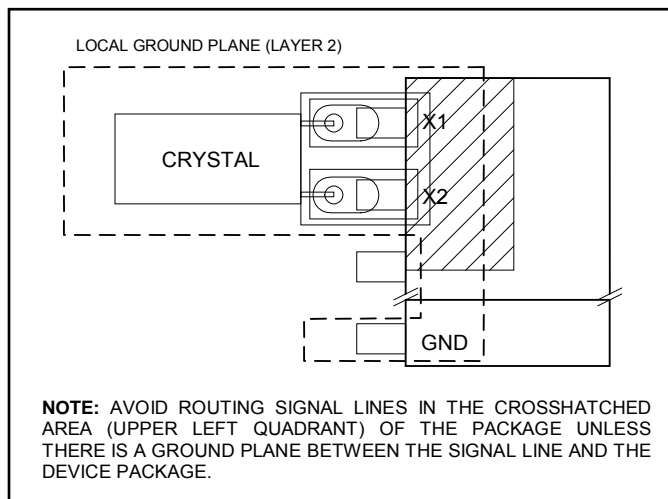 LOCAL GROUND PLANE (LAYER 2)
X1
CRYSTAL
X2
GND
NOTE: AVOID ROUTING SIGNAL LINES IN THE CROSSHATCHED
AREA (UPPER LEFT QUADRANT) OF THE PACKAGE UNLESS
THERE IS A GROUND PLANE BETWEEN THE SIGNAL LINE AND THE
DEVICE PACKAGE.